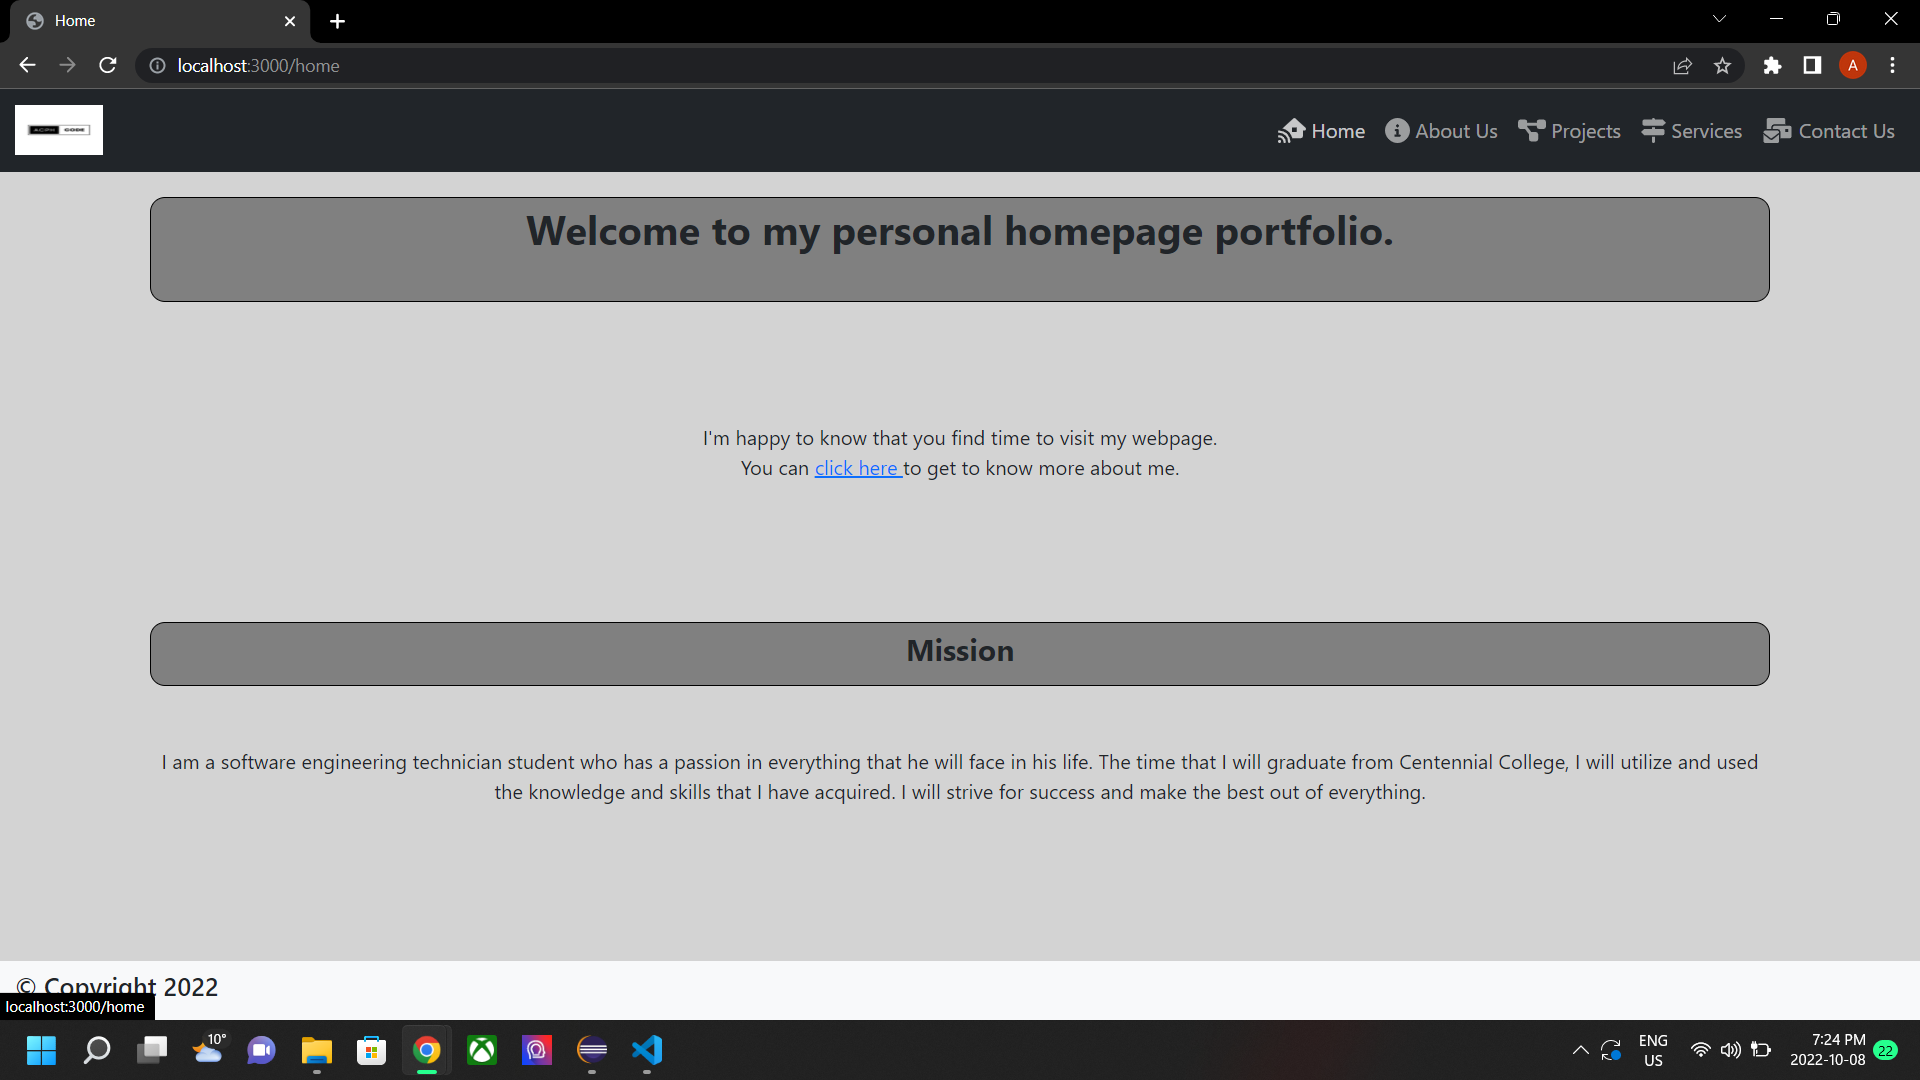 Home
localhost:3000/home
A
ACPH CODE
Home About Us Projects Services Contact Us
Welcome to my personal homepage portfolio.
I'm happy to know that you find time to visit my webpage.
You can click here to get to know more about me.
Mission
I am a software engineering technician student who has a passion in everything that he will face in his life. The time that I will graduate from Centennial College, I will utilize and used
the knowledge and skills that I have acquired. I will strive for success and make the best out of everything.
© Copyright 2022
localhost:3000/home
10°
ENG
US
7:24 PM
2022-10-08
22